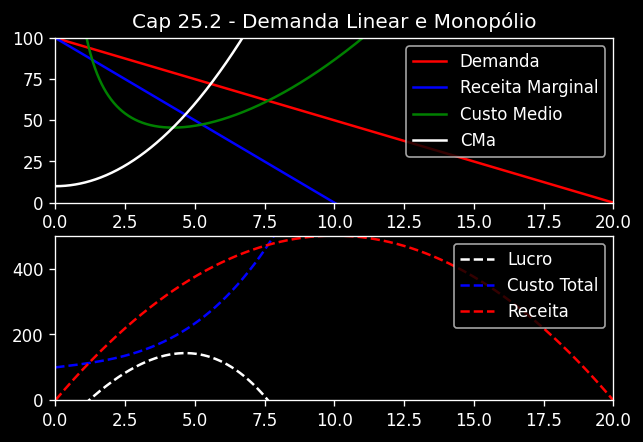 Cap 25.2 - Demanda Linear e Monopólio
100
75
50
25
0
0.0 2.5 5.0 7.5 10.0 12.5 15.0 17.5 20.0
Demanda
Receita Marginal
Custo Medio
CMa
400
200
0
0.0 2.5 5.0 7.5 10.0 12.5 15.0 17.5 20.0
Lucro
Custo Total
Receita